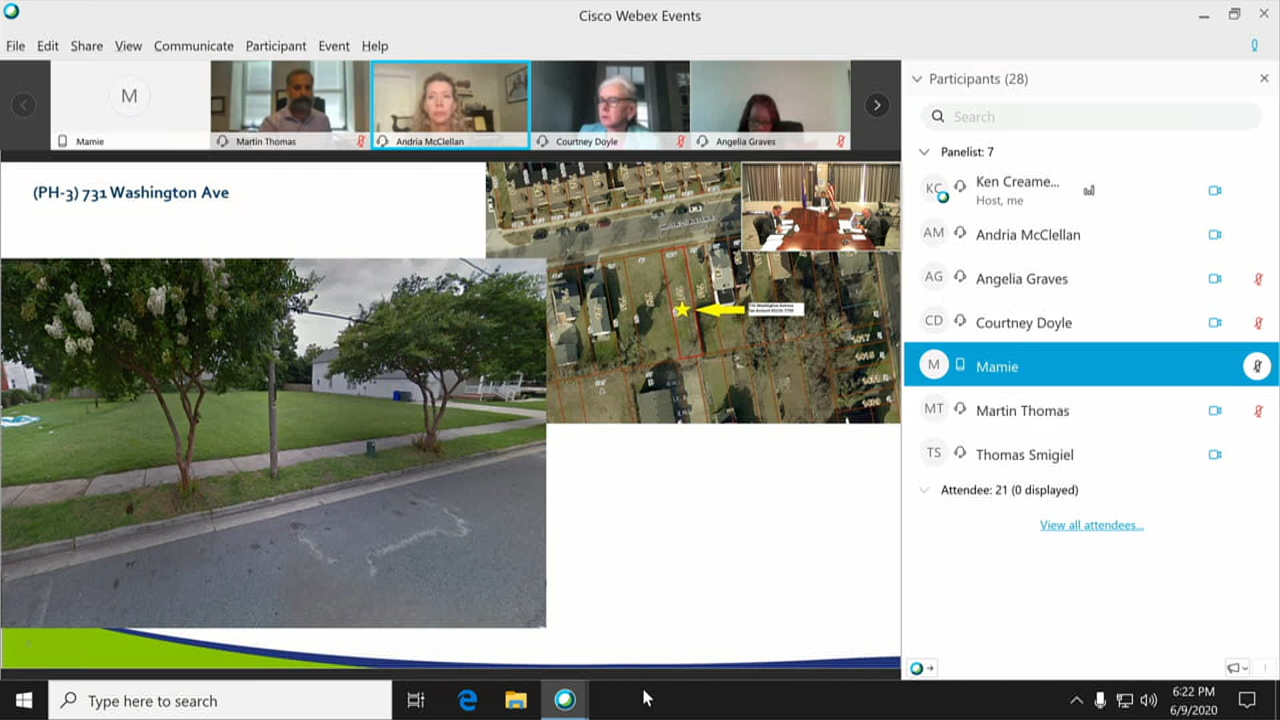 Cisco Webex Events
File Edit Share View Communicate Participant Event Help
M
Mamie
Martin Thomas
Andria McClellan
Courtney Doyle
Angelia Graves
(PH-3) 731 Washington Ave
Participants (28)
Search
Panelist: 7
KC Ken Creame...
Host, me
AM Andria McClellan
AG Angelia Graves
CD Courtney Doyle
M Mamie
MT Martin Thomas
TS Thomas Smigiel
Attendee: 21 (0 displayed)
View all attendees...
Type here to search
6:22 PM
6/9/2020